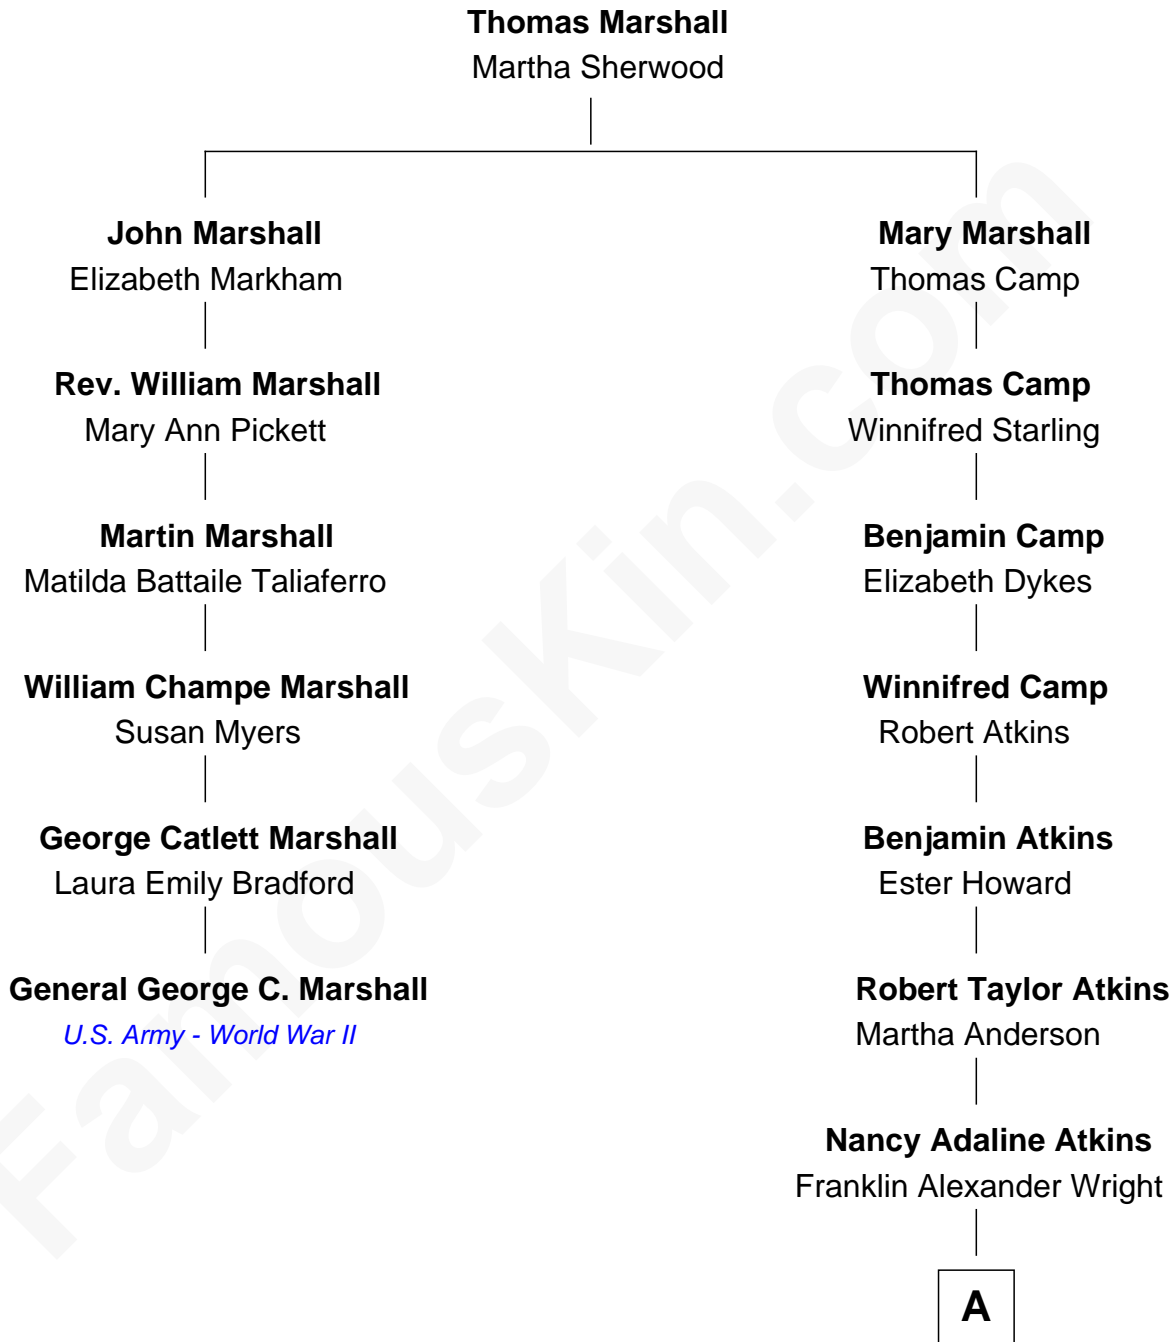 Thomas Marshall
Martha Sherwood
John Marshall
Elizabeth Markham
Mary Marshall
Thomas Camp
Rev. William Marshall
Mary Ann Pickett
Thomas Camp
Winnifred Starling
Martin Marshall
Matilda Battaile Taliaferro
Benjamin Camp
Elizabeth Dykes
William Champe Marshall
Susan Myers
Winnifred Camp
Robert Atkins
George Catlett Marshall
Laura Emily Bradford
Benjamin Atkins
Ester Howard
General George C. Marshall
U.S. Army - World War II
Robert Taylor Atkins
Martha Anderson
Nancy Adaline Atkins
Franklin Alexander Wright
A
FamousKin.com